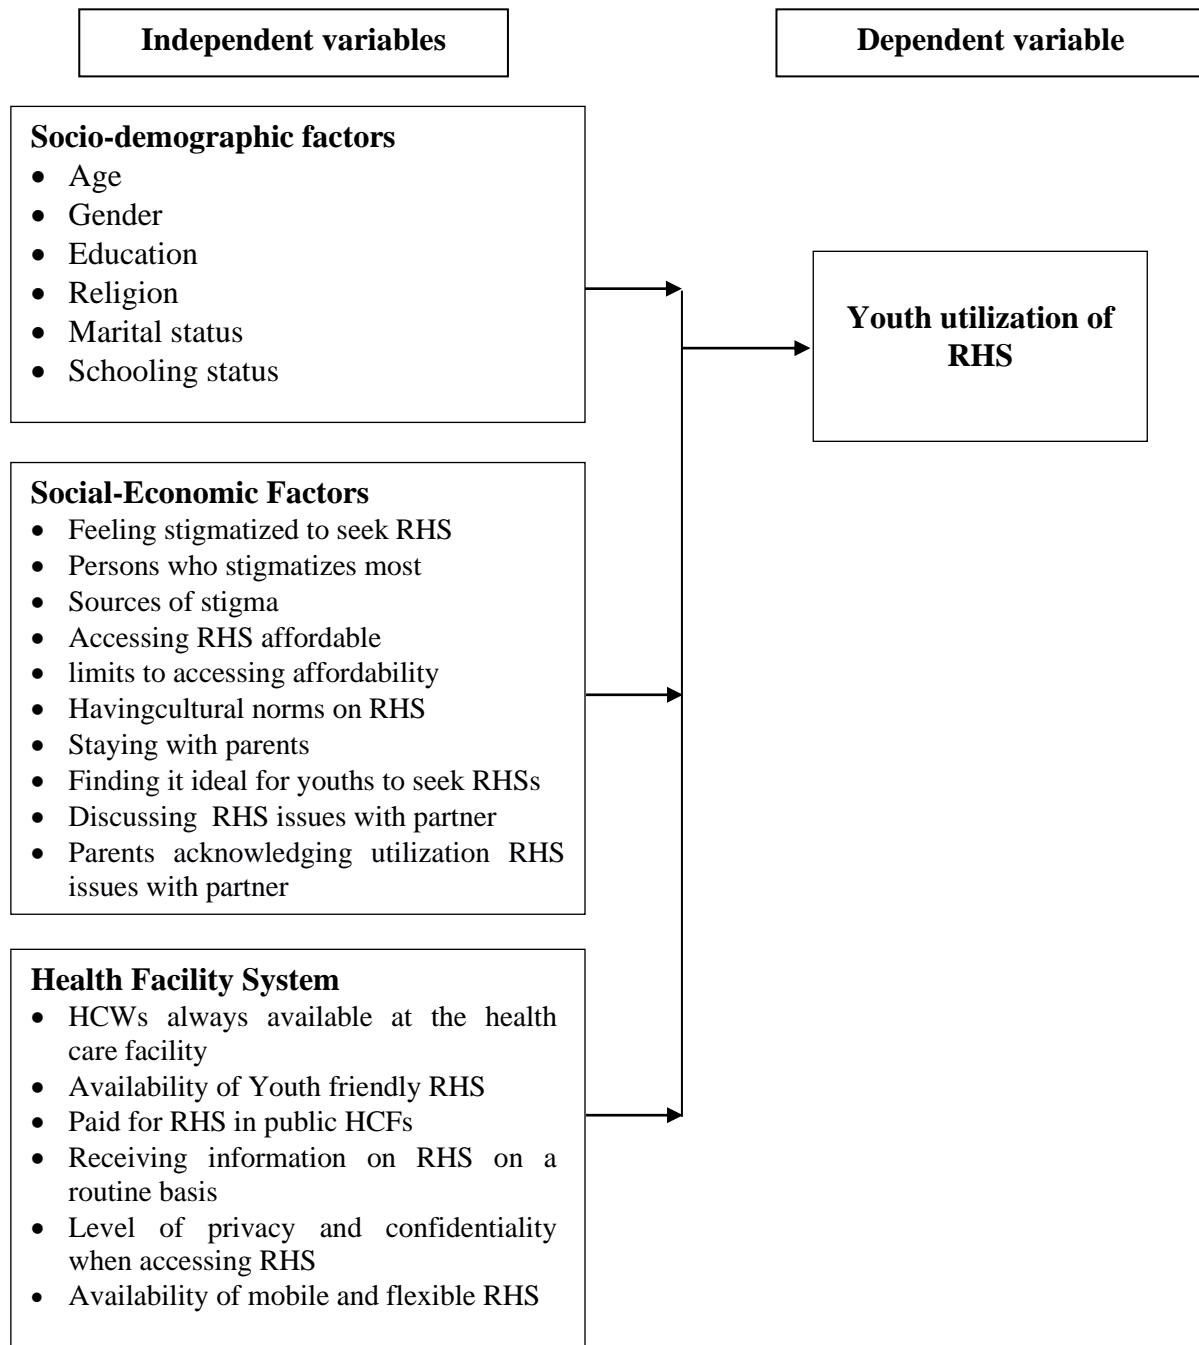 Independent variables
Dependent variable
Socio-demographic factors
• Age
• Gender
• Education
• Religion
• Marital status
• Schooling status
Youth utilization of
RHS
Social-Economic Factors
• Feeling stigmatized to seek RHS
• Persons who stigmatizes most
• Sources of stigma
• Accessing RHS affordable
• limits to accessing affordability
• Havingcultural norms on RHS
• Staying with parents
• Finding it ideal for youths to seek RHSs
• Discussing RHS issues with partner
• Parents acknowledging utilization RHS
issues with partner
Health Facility System
• HCWs always available at the health
care facility
• Availability of Youth friendly RHS
• Paid for RHS in public HCFs
• Receiving information on RHS on a
routine basis
• Level of privacy and confidentiality
when accessing RHS
• Availability of mobile and flexible RHS